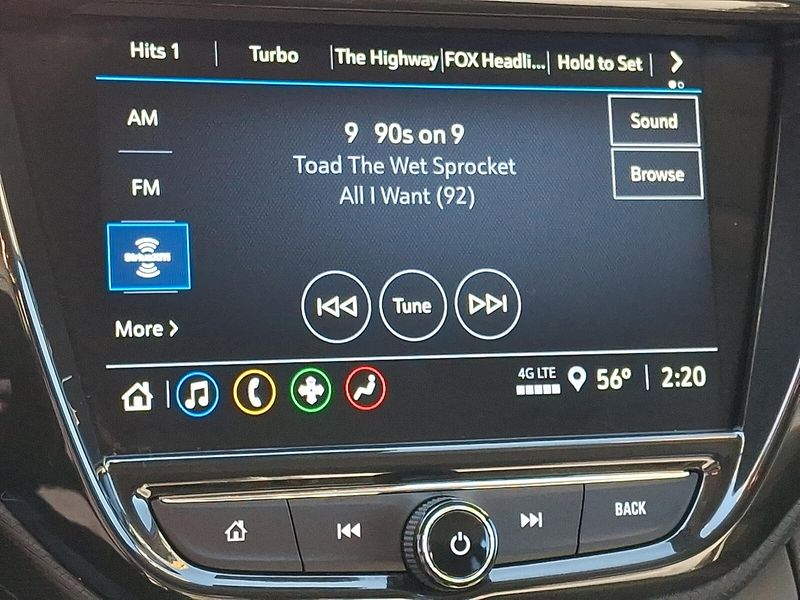 Hits 1 Turbo The Highway FOX Headli... Hold to Set
AM
FM
SiriusXM
More
9 90s on 9
Toad The Wet Sprocket
All I Want (92)
Sound
Browse
Tune
4G LTE
56° 2:20
BACK